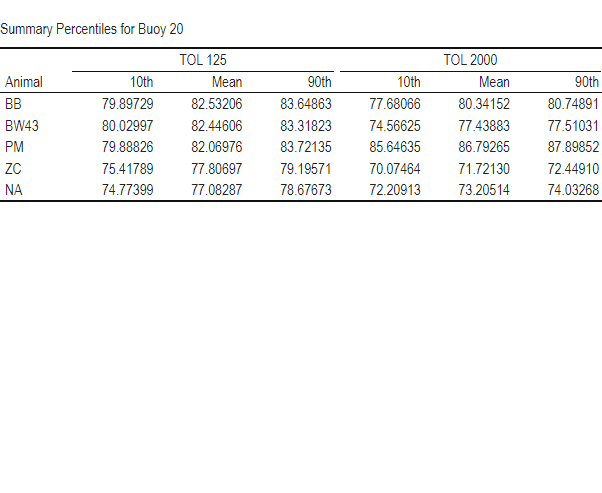 Summary Percentiles for Buoy 20
TOL 125 TOL 2000
Animal 10th Mean 90th 10th Mean 90th
BB 79.89729 82.53206 83.64863 77.68066 80.34152 80.74891
BW43 80.02997 82.44606 83.31823 74.56625 77.43883 77.51031
PM 79.88826 82.06976 83.72135 85.64635 86.79265 87.89852
ZC 75.41789 77.80697 79.19571 70.07464 71.72130 72.44910
NA 74.77399 77.08287 78.67673 72.20913 73.20514 74.03268